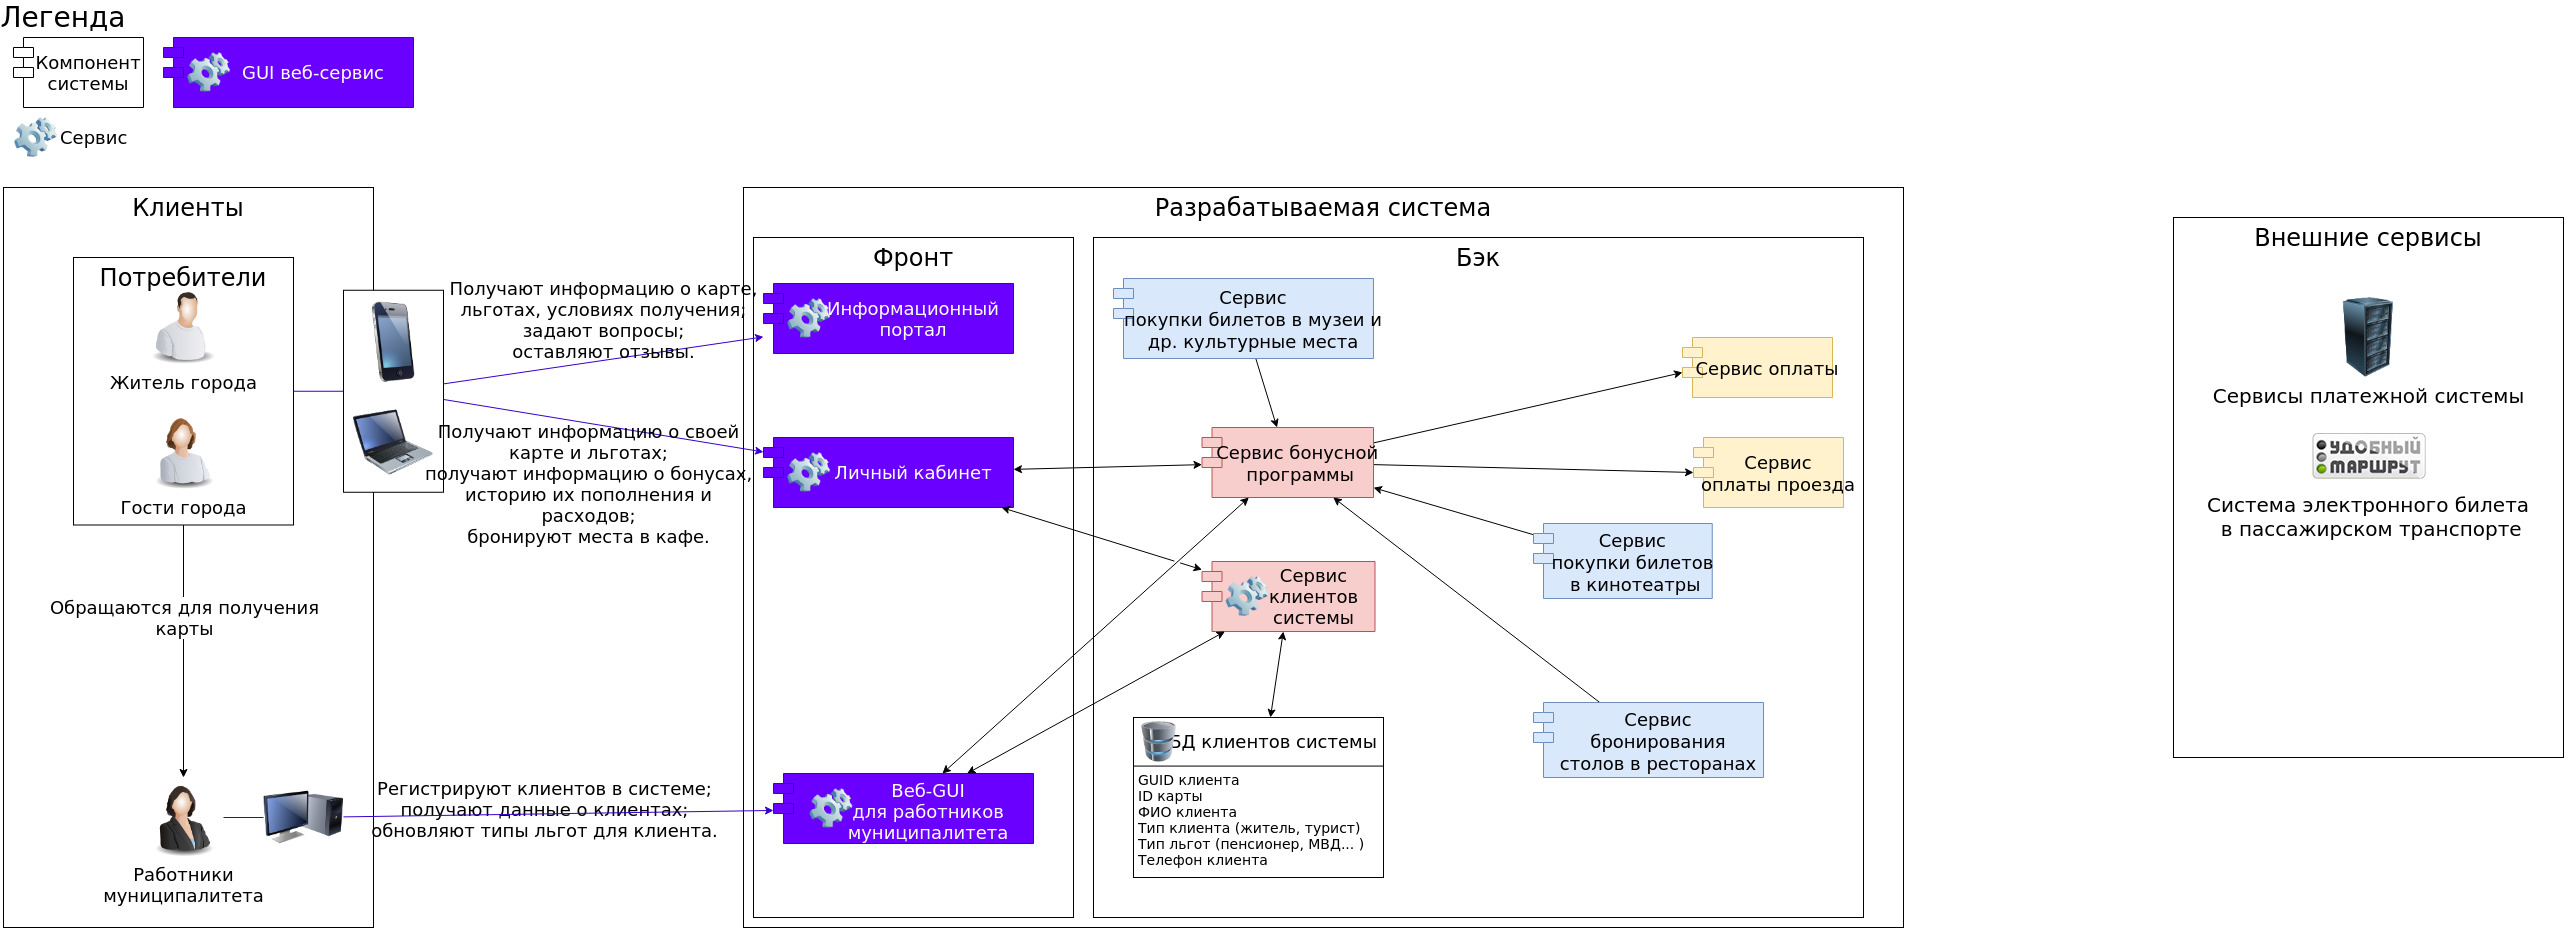 Легенда
Компонент
системы
GUI веб-сервис
Сервис
Клиенты
Потребители
Житель города
Гости города
Обращаются для получения
карты
Работники
муниципалитета
Получают информацию о карте,
льготах, условиях получения;
задают вопросы;
оставляют отзывы.
Получают информацию о своей
карте и льготах;
получают информацию о бонусах,
историю их пополнения и
расходов;
бронируют места в кафе.
Регистрируют клиентов в системе;
получают данные о клиентах;
обновляют типы льгот для клиента.
Разрабатываемая система
Фронт
Информационный
портал
Личный кабинет
Веб-GUI
для работников
муниципалитета
Бэк
Сервис
покупки билетов в музеи и
др. культурные места
Сервис оплаты
Сервис бонусной
программы
Сервис
оплаты проезда
Сервис
покупки билетов
в кинотеатры
Сервис
клиентов
системы
БД клиентов системы
GUID клиента
ID карты
ФИО клиента
Тип клиента (житель, турист)
Тип льгот (пенсионер, МВД... )
Телефон клиента
Сервис
бронирования
столов в ресторанах
Внешние сервисы
Сервисы платежной системы
УДОБНЫЙ
МАРШРУТ
Система электронного билета
в пассажирском транспорте